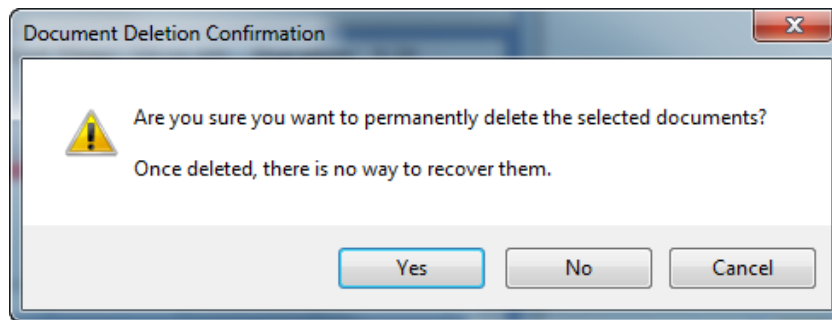 Document Deletion Confirmation
Are you sure you want to permanently delete the selected documents?
Once deleted, there is no way to recover them.
Yes No Cancel